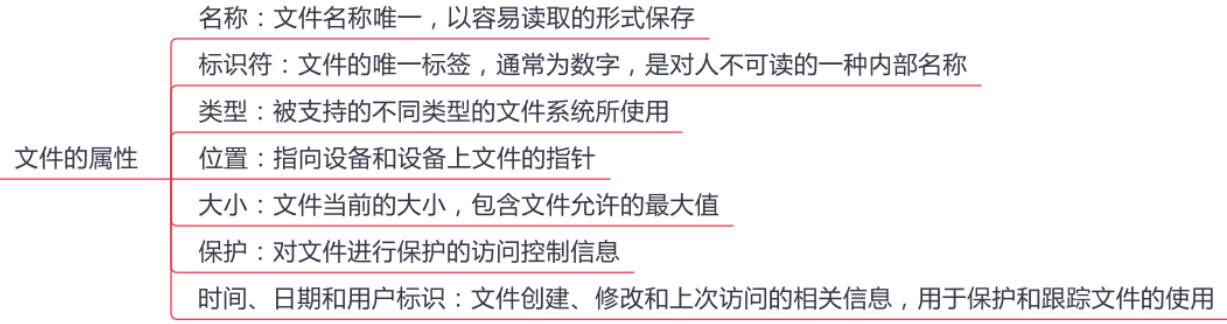 名称：文件名称唯一，以容易读取的形式保存
标识符：文件的唯一标签，通常为数字，是对人不可读的一种内部名称
类型：被支持的不同类型的文件系统所使用
文件的属性
位置：指向设备和设备上文件的指针
大小：文件当前的大小，包含文件允许的最大值
保护：对文件进行保护的访问控制信息
时间、日期和用户标识：文件创建、修改和上次访问的相关信息，用于保护和跟踪文件的使用